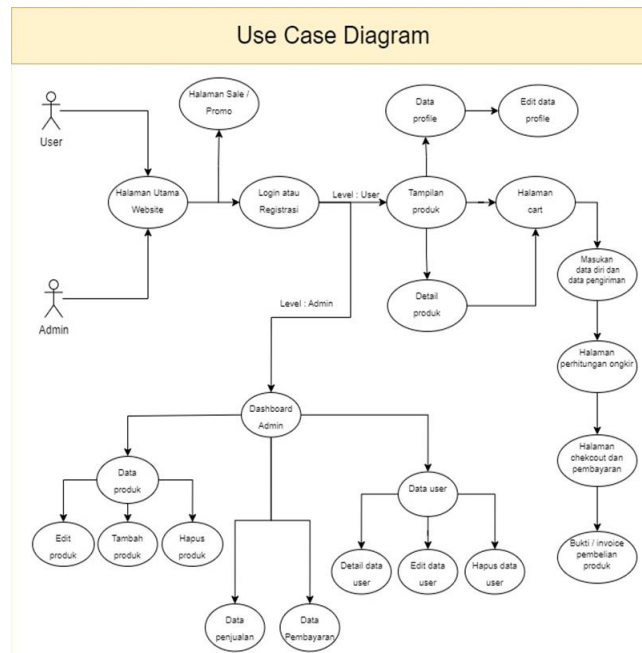 Use Case Diagram
Halaman Sale /
Promo
Data
profile
Edit data
profile
User
Halaman Utama
Website
Login atau
Registrasi
Level : User
Tampilan
produk
Halaman
cart
Masukan
data diri dan
data pengiriman
Admin
Level : Admin
Detail
produk
Halaman
perhitungan ongkir
Dashboard
Admin
Data
produk
Data user
Halaman
chekcout dan
pembayaran
Edit
produk
Tambah
produk
Hapus
produk
Detail data
user
Edit data
user
Hapus data
user
Bukti / invoice
pembelian
produk
Data
penjualan
Data
Pembayaran